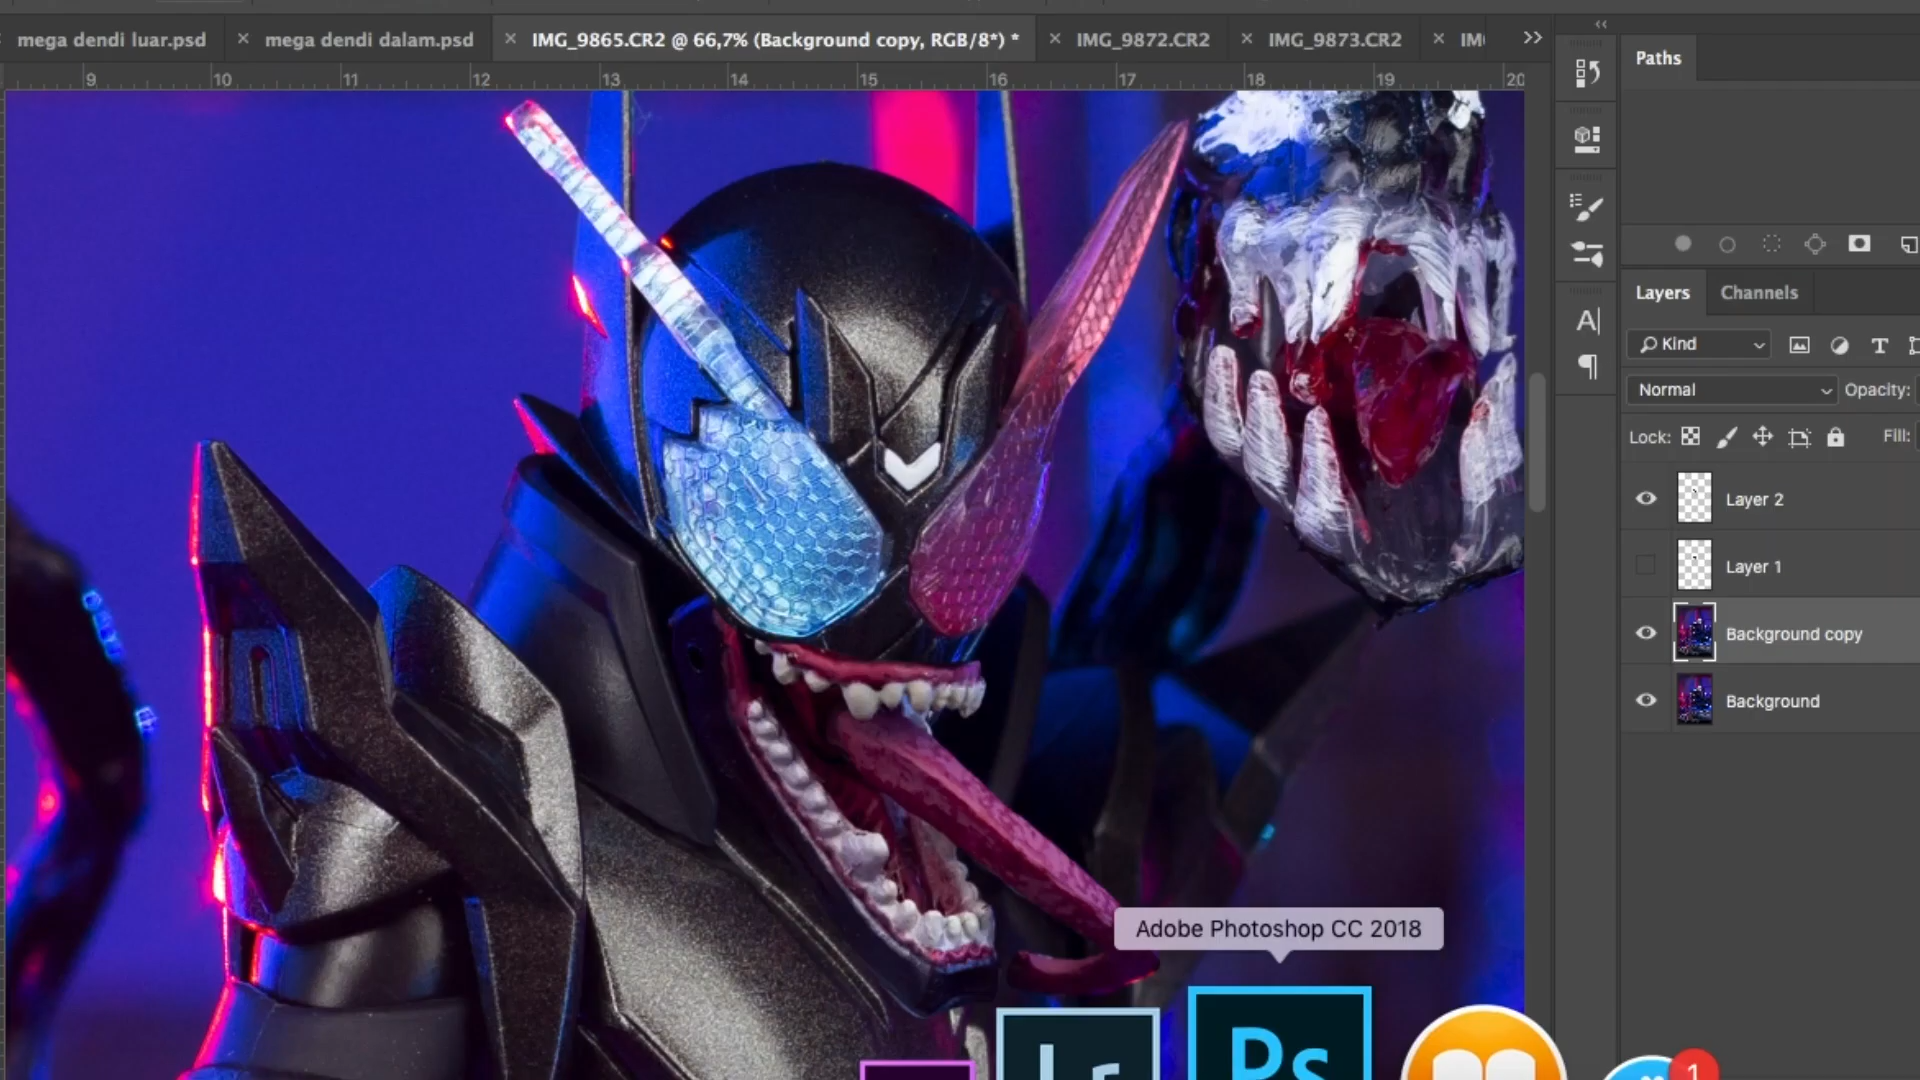 mega dendi luar.psd
mega dendi dalam.psd
IMG_9865.CR2 @ 66,7% (Background copy, RGB/8*) *
IMG_9872.CR2
IMG_9873.CR2
IM
9 10 11 12 13 14 15 16 17 18 19 20
Paths
Layers
Channels
Kind
Normal
Opacity:
Lock:
Fill:
Layer 2
Layer 1
Background copy
Background
Adobe Photoshop CC 2018
Lr
Ps
1